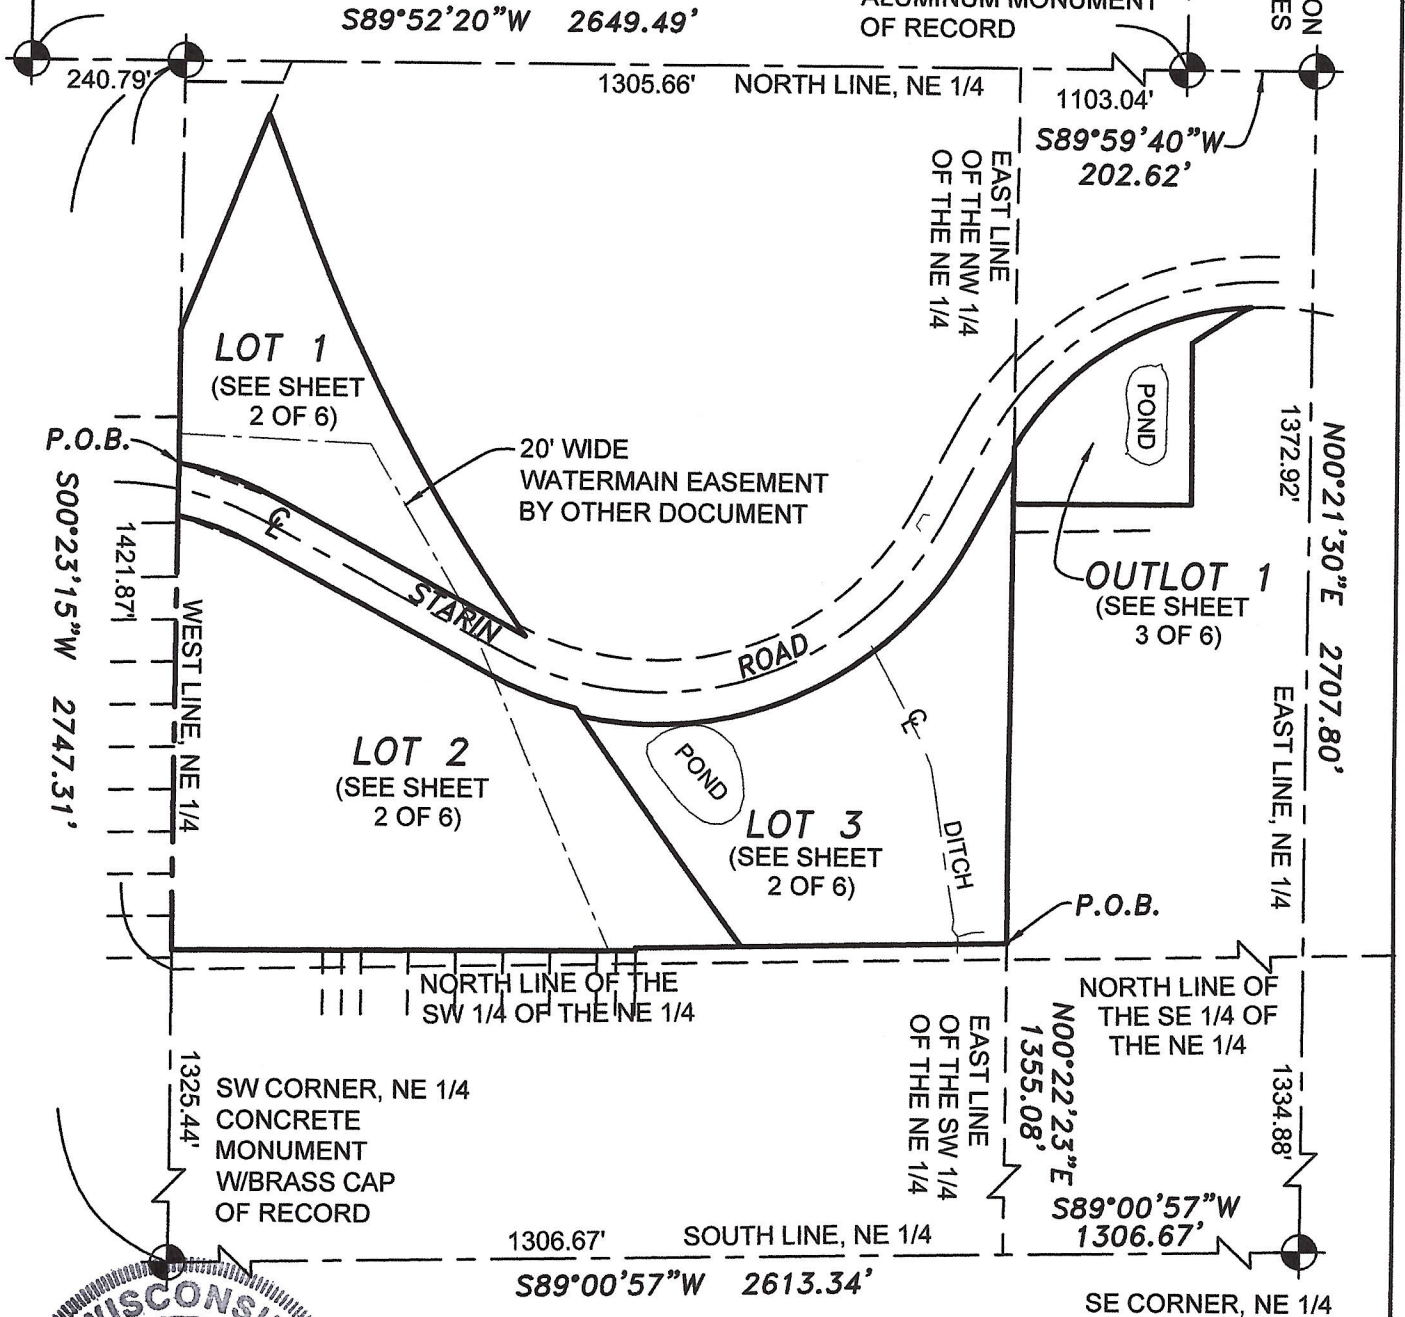 S89°52'20"W 2649.49'
ALUMINUM MONUMENT
OF RECORD
ON
ES
240.79'
1305.66' NORTH LINE, NE 1/4
1103.04'
S89°59'40"W
202.62'
EAST LINE
OF THE NW 1/4
OF THE NE 1/4
LOT 1
(SEE SHEET
2 OF 6)
P.O.B.
20' WIDE
WATERMAIN EASEMENT
BY OTHER DOCUMENT
POND
1372.92'
N00°21'30"E 2707.80'
EAST LINE, NE 1/4
S00°23'15"W 2747.31'
1421.87'
WEST LINE, NE 1/4
STARIN
ROAD
OUTLOT 1
(SEE SHEET
3 OF 6)
LOT 2
(SEE SHEET
2 OF 6)
POND
LOT 3
(SEE SHEET
2 OF 6)
DITCH
P.O.B.
NORTH LINE OF THE
SW 1/4 OF THE NE 1/4
NORTH LINE OF
THE SE 1/4 OF
THE NE 1/4
1325.44'
SW CORNER, NE 1/4
CONCRETE
MONUMENT
W/BRASS CAP
OF RECORD
EAST LINE
OF THE SW 1/4
OF THE NE 1/4
N00°22'23"E
1355.08'
1334.88'
S89°00'57"W
1306.67'
1306.67' SOUTH LINE, NE 1/4
S89°00'57"W 2613.34'
SE CORNER, NE 1/4
WISCONSI